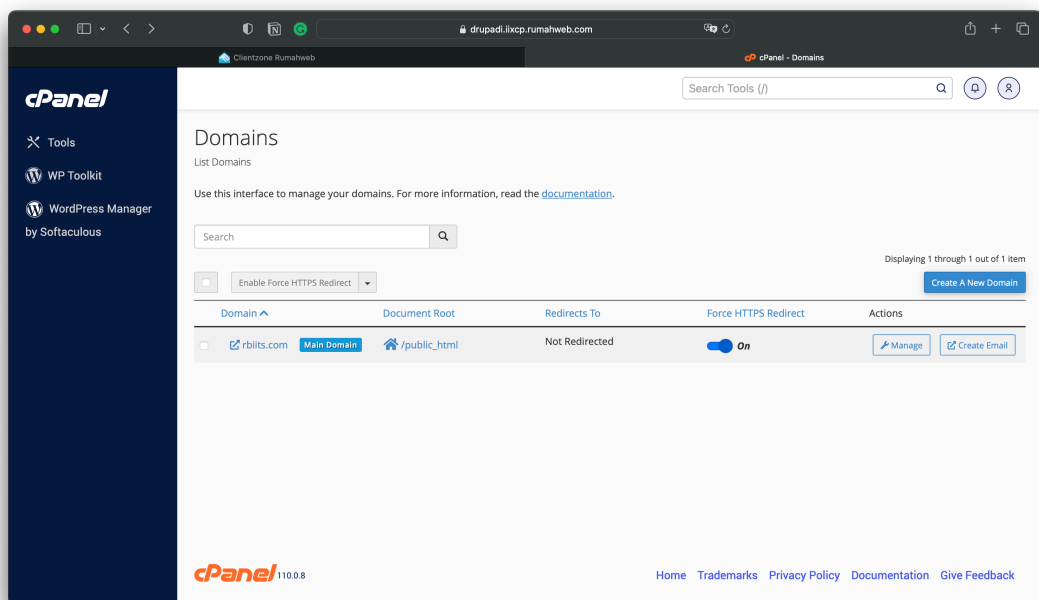 drupadi.iixcp.rumahweb.com
Clientzone Rumahweb
cPanel - Domains
cPanel
Search Tools (/)
Tools
WP Toolkit
WordPress Manager
by Softaculous
Domains
List Domains
Use this interface to manage your domains. For more information, read the documentation.
Search
Displaying 1 through 1 out of 1 item
Enable Force HTTPS Redirect
Create A New Domain
Domain Document Root Redirects To Force HTTPS Redirect Actions
rbiits.com Main Domain /public_html Not Redirected On Manage Create Email
cPanel 110.0.8
Home Trademarks Privacy Policy Documentation Give Feedback